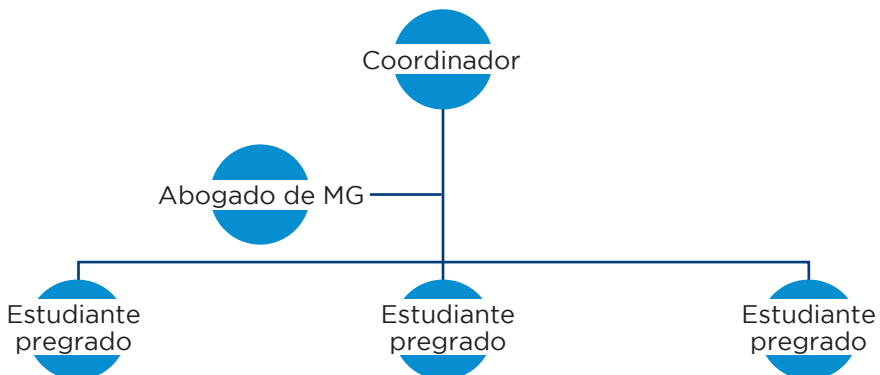 Coordinador
Abogado de MG
Estudiante
pregrado
Estudiante
pregrado
Estudiante
pregrado